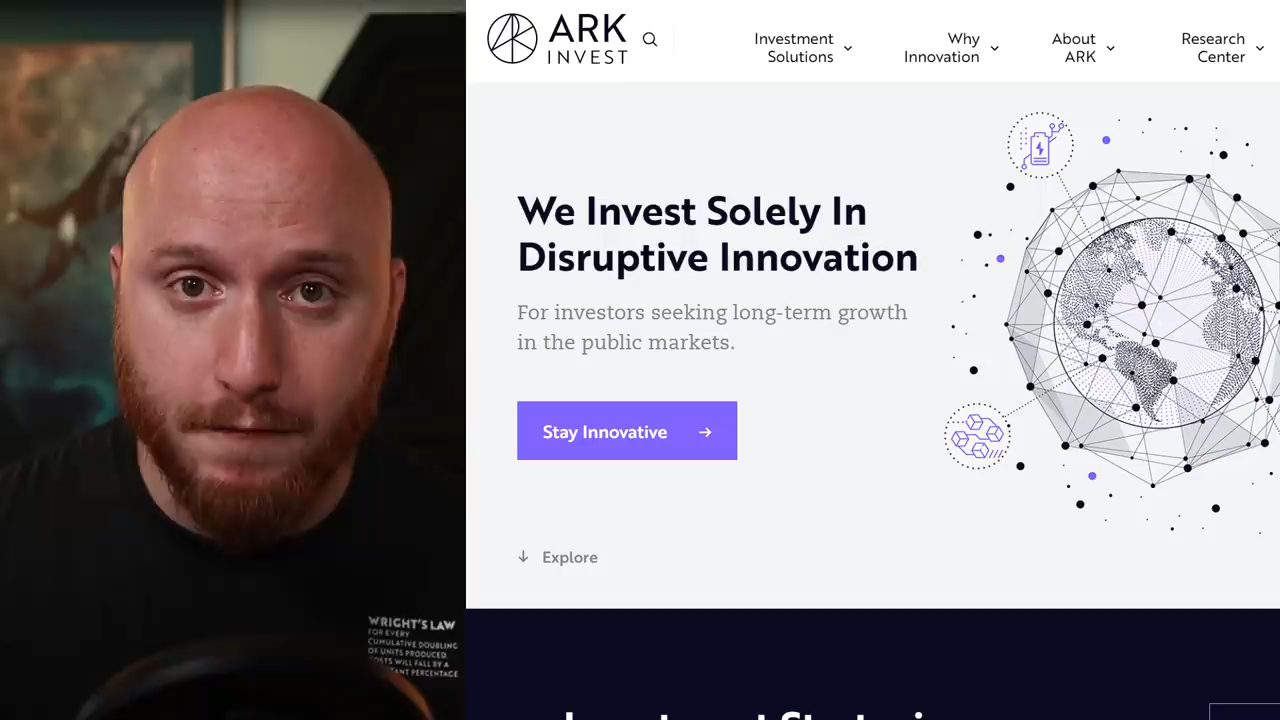 WRIGHT'S LAW
FOR EVERY
CUMULATIVE DOUBLING
OF UNITS PRODUCED,
COSTS WILL FALL BY A
PERCENTAGE
ARK
INVEST
Investment
Solutions
Why
Innovation
About
ARK
Research
Center
We Invest Solely In
Disruptive Innovation
For investors seeking long-term growth
in the public markets.
Stay Innovative
Explore